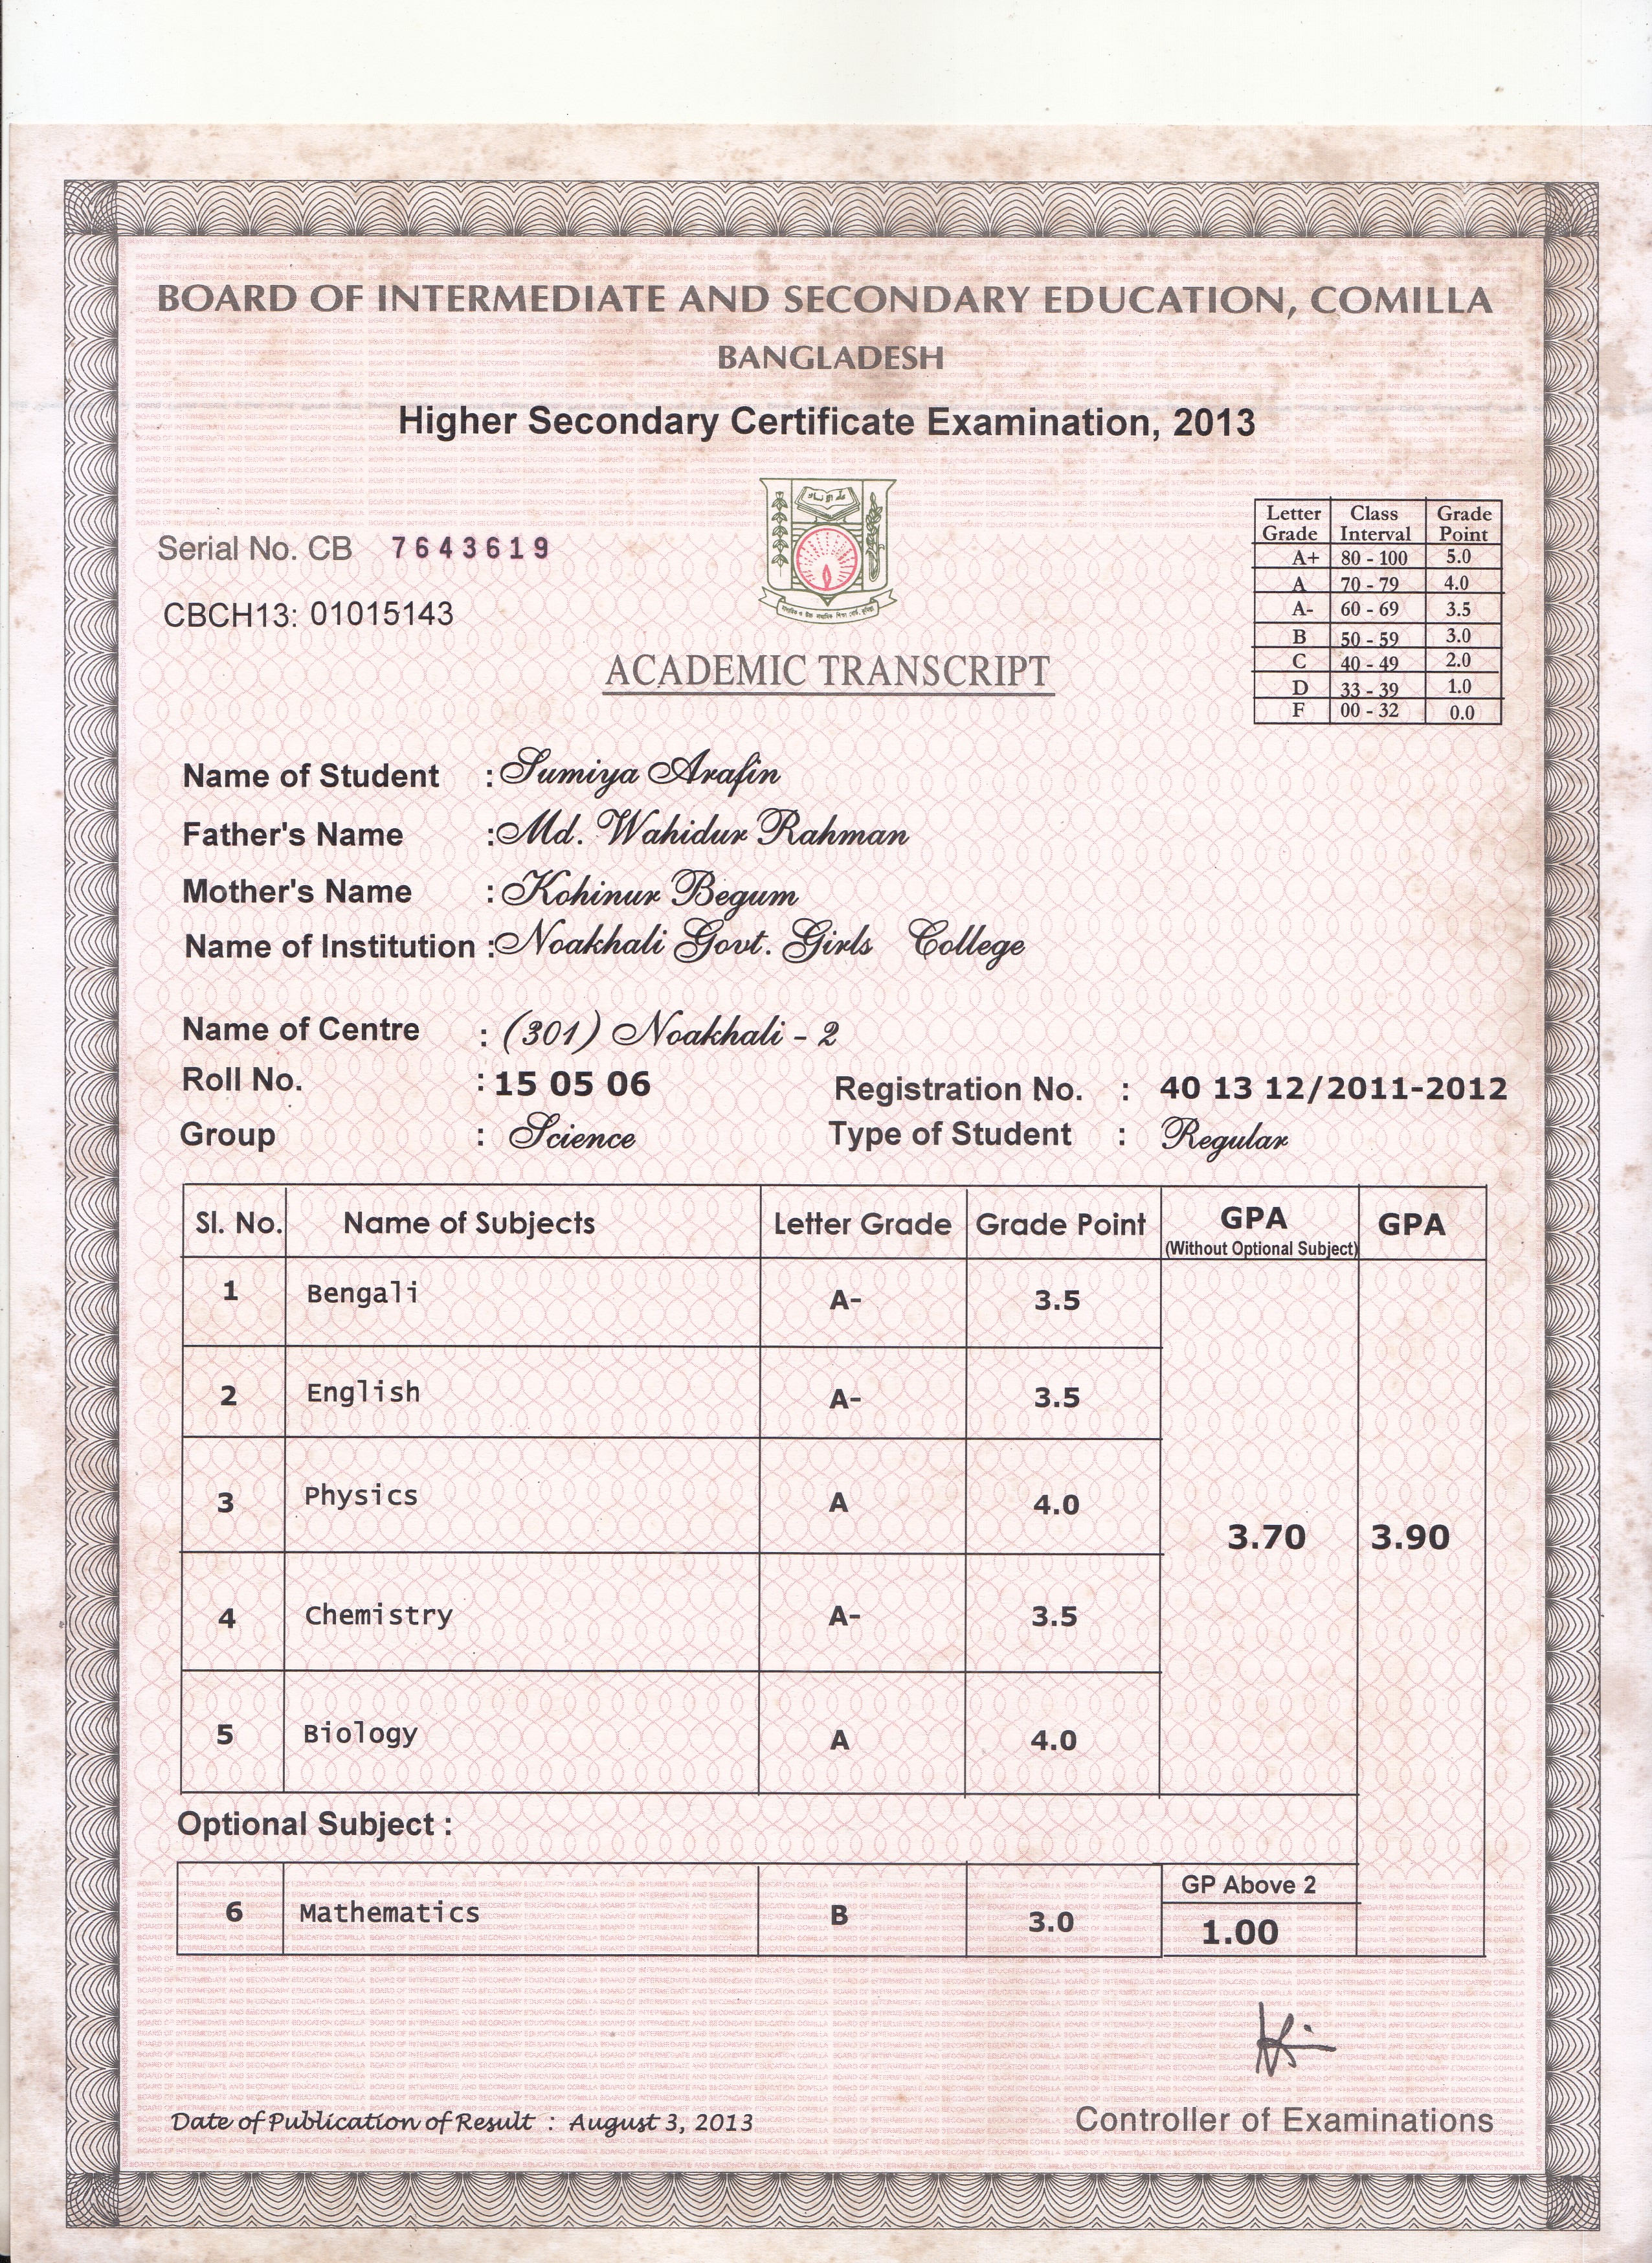 BOARD OF INTERMEDIATE AND SECONDARY EDUCATION, COMILLA
BANGLADESH
Higher Secondary Certificate Examination, 2013
Serial No. CB 7643619
CBCH13: 01015143
Letter Grade Class Interval Grade Point
A+ 80 - 100 5.0
A 70 - 79 4.0
A- 60 - 69 3.5
B 50 - 59 3.0
C 40 - 49 2.0
D 33 - 39 1.0
F 00 - 32 0.0
ACADEMIC TRANSCRIPT
Name of Student : Sumiya Arafin
Father's Name : Md. Wahidur Rahman
Mother's Name : Kohinur Begum
Name of Institution : Noakhali Govt. Girls College
Name of Centre : (301) Noakhali - 2
Roll No. : 15 05 06 Registration No. : 40 13 12/2011-2012
Group : Science Type of Student : Regular
Sl. No. Name of Subjects Letter Grade Grade Point GPA (Without Optional Subject) GPA
1 Bengali A- 3.5
2 English A- 3.5
3 Physics A 4.0
3.70 3.90
4 Chemistry A- 3.5
5 Biology A 4.0
Optional Subject :
GP Above 2
6 Mathematics B 3.0 1.00
Date of Publication of Result : August 3, 2013
Controller of Examinations